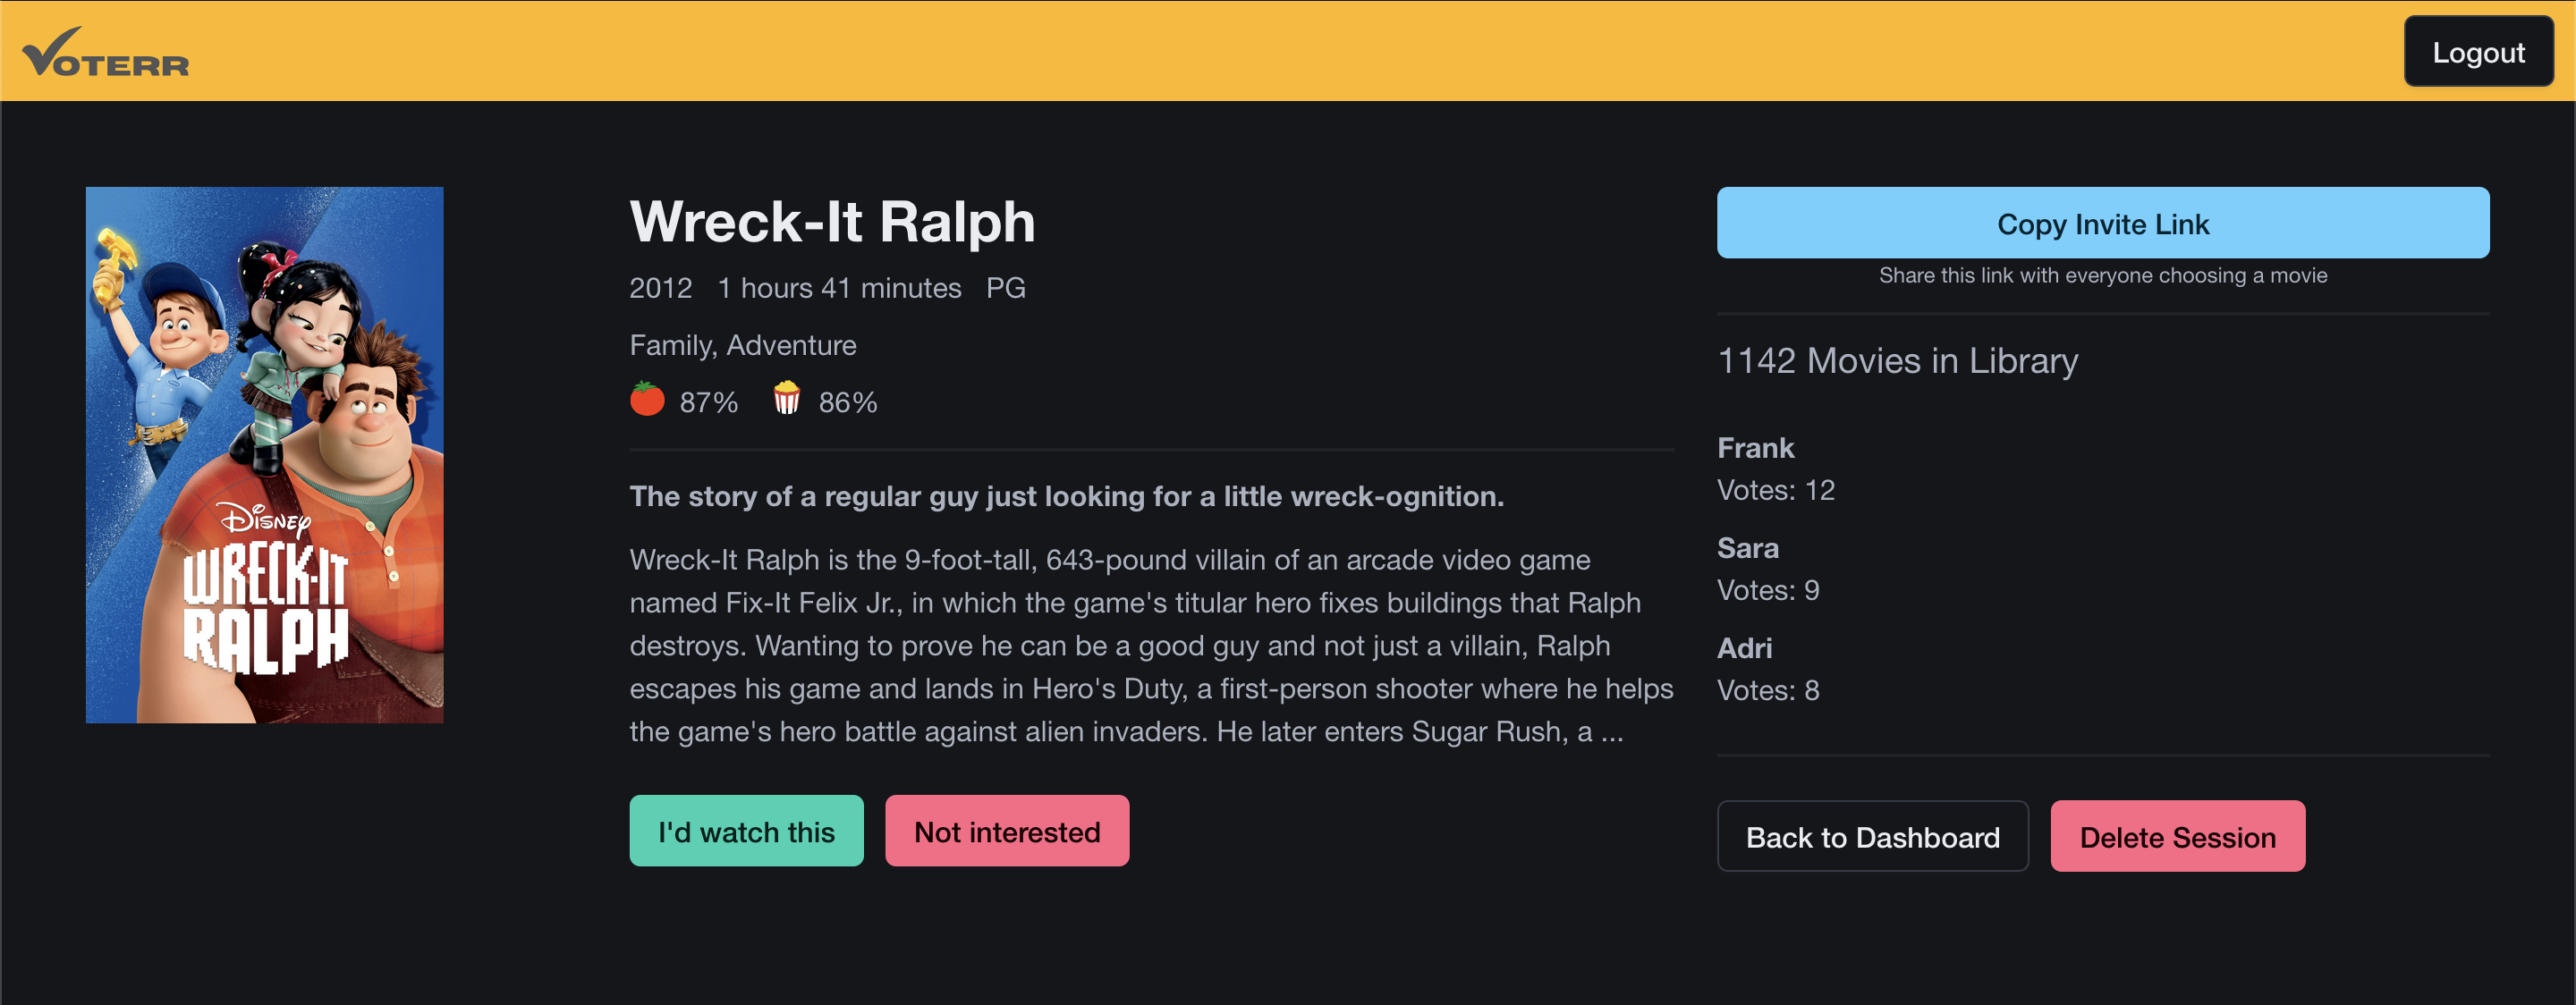 VOTERR
Logout
DISNEY
WRECK-IT
RALPH
Wreck-It Ralph
2012 1 hours 41 minutes PG
Family, Adventure
87% 86%
The story of a regular guy just looking for a little wreck-ognition.
Wreck-It Ralph is the 9-foot-tall, 643-pound villain of an arcade video game
named Fix-It Felix Jr., in which the game's titular hero fixes buildings that Ralph
destroys. Wanting to prove he can be a good guy and not just a villain, Ralph
escapes his game and lands in Hero's Duty, a first-person shooter where he helps
the game's hero battle against alien invaders. He later enters Sugar Rush, a ...
I'd watch this
Not interested
Copy Invite Link
Share this link with everyone choosing a movie
1142 Movies in Library
Frank
Votes: 12
Sara
Votes: 9
Adri
Votes: 8
Back to Dashboard
Delete Session